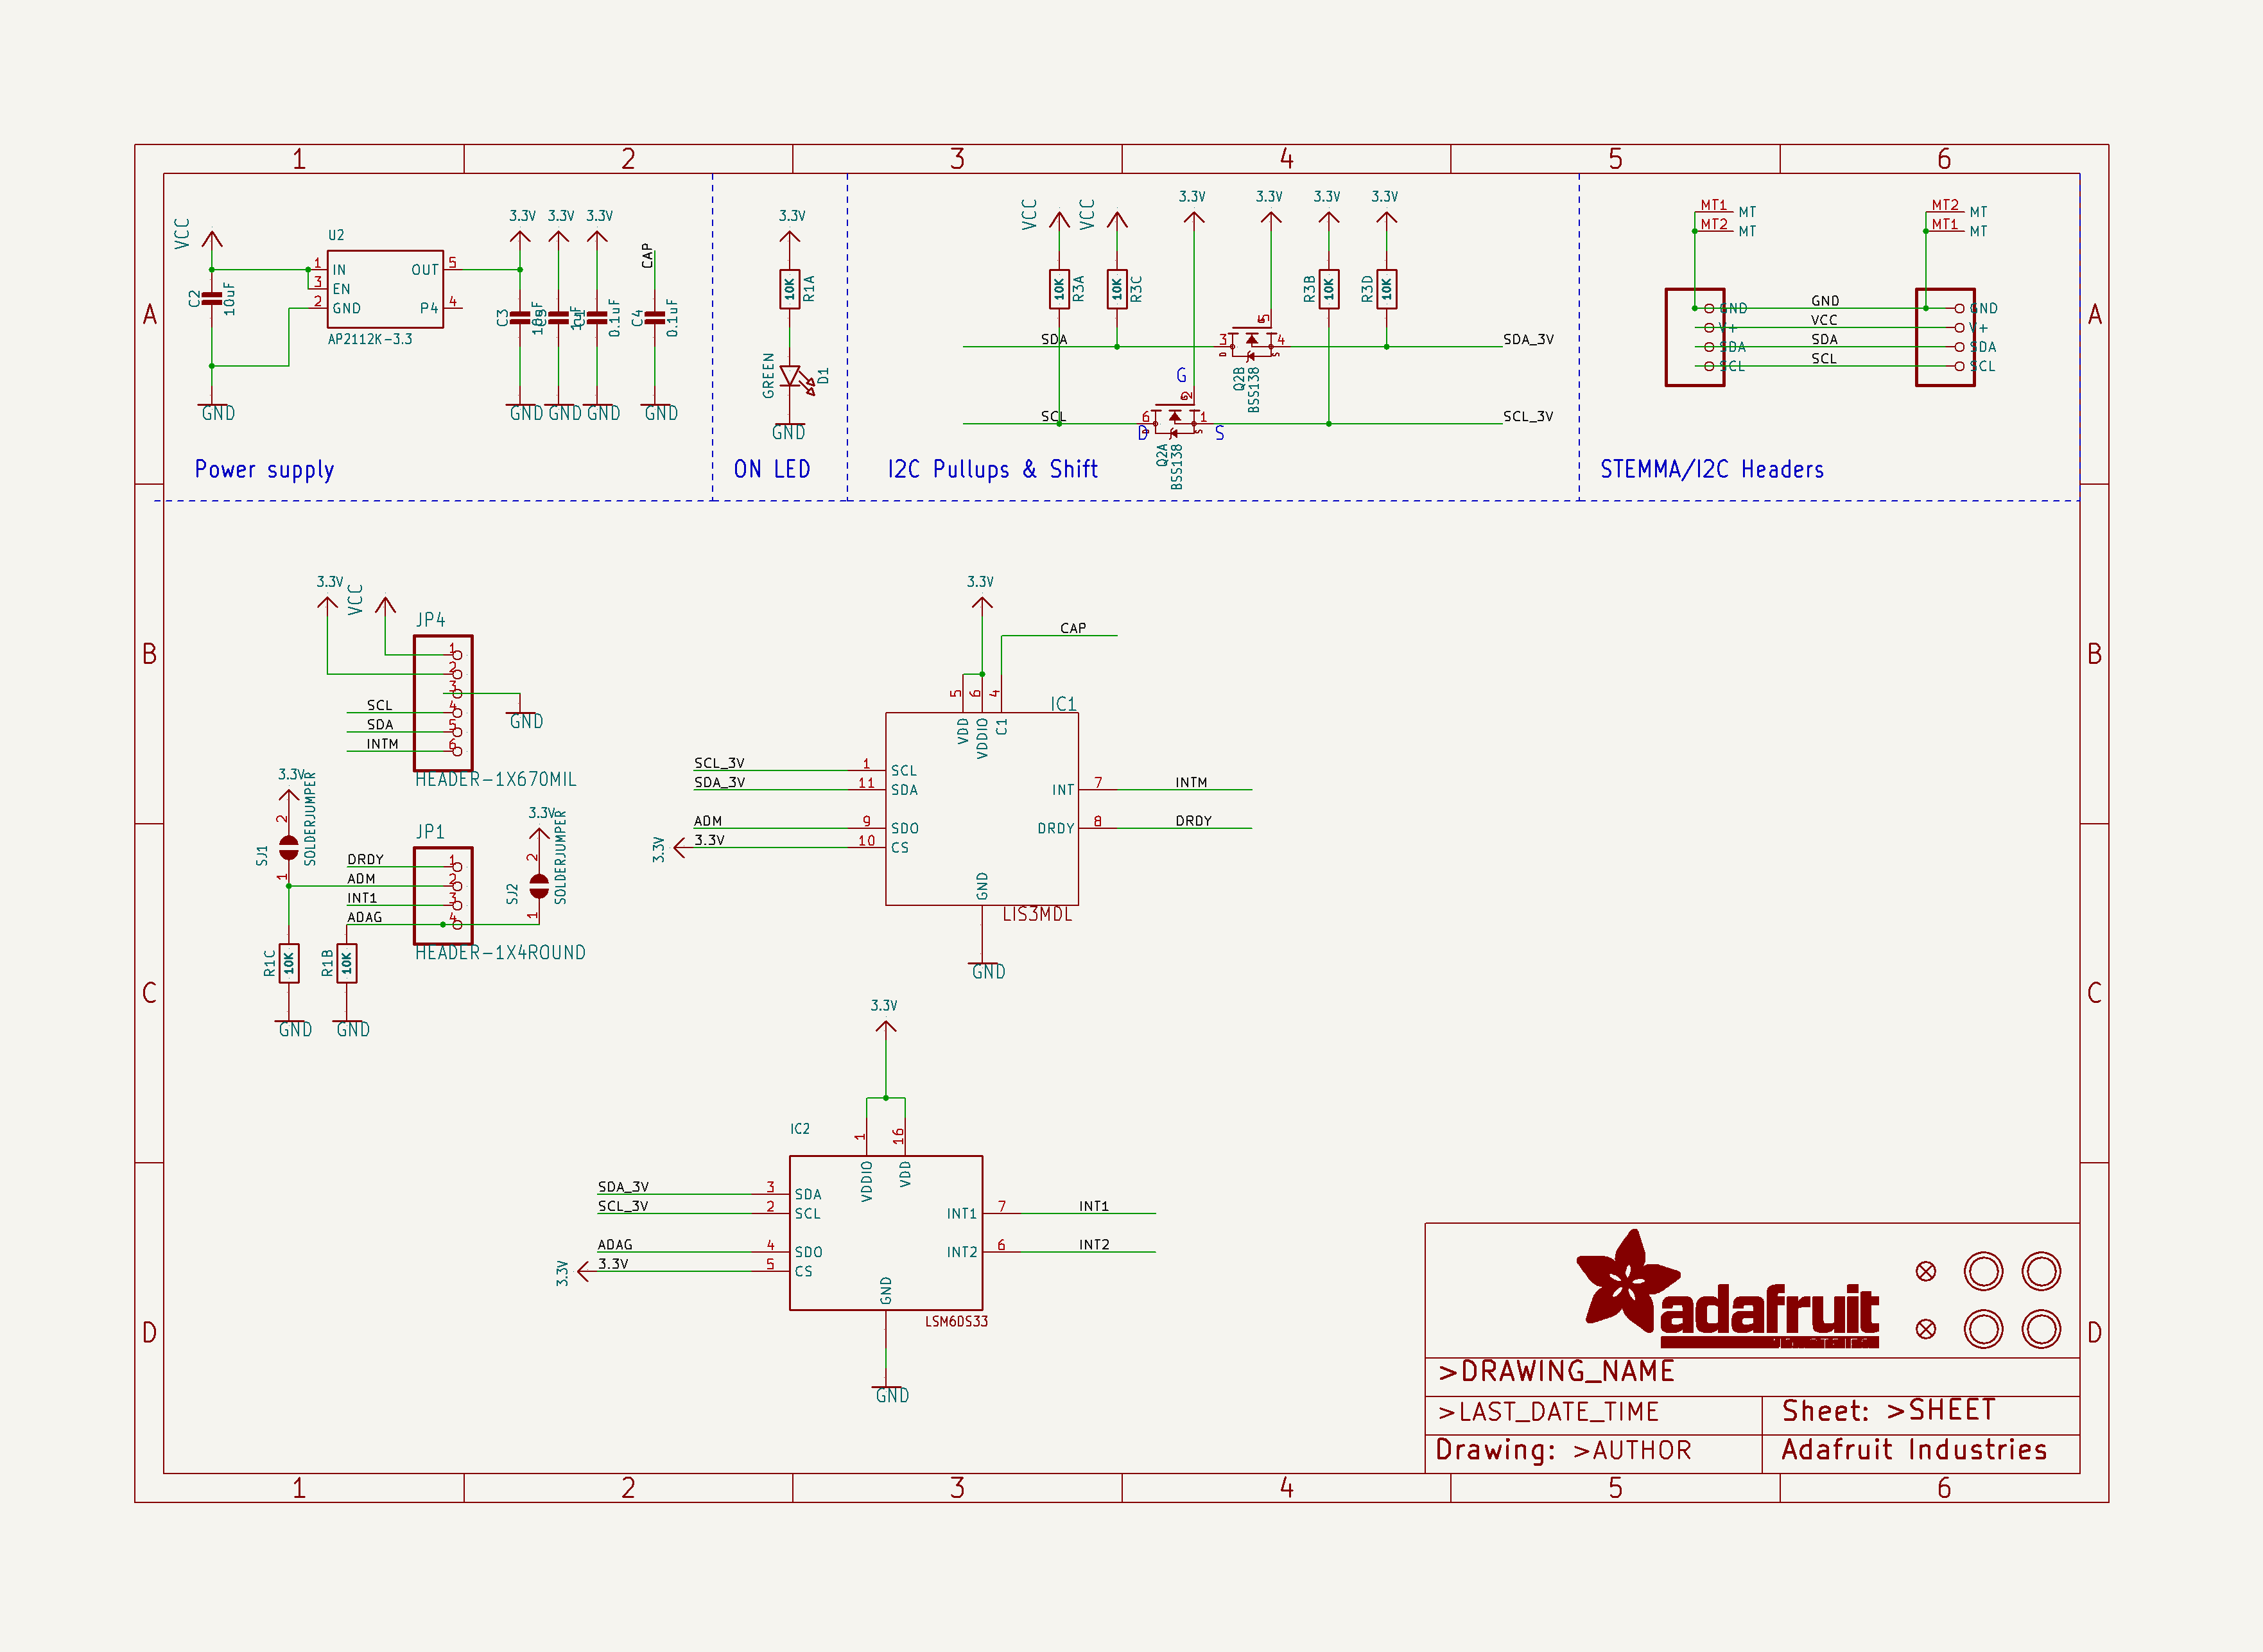 1 2 3 4 5 6
A A
VCC
C2
10uF
GND
U2
1 IN
3 EN
2 GND
OUT 5
P4 4
AP2112K-3.3
3.3V 3.3V 3.3V
CAP
C3
C4
0.1uF
0.1uF
GND GND GND GND
Power supply
3.3V
10K R1A
GREEN D1
GND
ON LED
VCC VCC 3.3V 3.3V 3.3V 3.3V
10K R3A
10K R3C
R3B 10K
R3D 10K
SDA SDA_3V
3 D 5 4 S
Q2B
BSS138
G
SCL SCL_3V
6 2 1
D S
Q2A
BSS138
I2C Pullups & Shift
MT1 MT
MT2 MT
MT2 MT
MT1 MT
GND GND GND
V+ VCC V+
SDA SDA SDA
SCL SCL SCL
STEMMA/I2C Headers
B B
3.3V VCC
JP4
1
2
3
GND
SCL 4
SDA 5
INTM 6
HEADER-1X670MIL
3.3V
2
SOLDERJUMPER
SJ1
1
JP1
3.3V
2
SOLDERJUMPER
SJ2
1
DRDY 1
ADM 2
INT1 3
ADAG 4
HEADER-1X4ROUND
R1C 10K
R1B 10K
GND GND
3.3V
CAP
5 6 4
IC1
VDD VDDIO C1
SCL_3V 1 SCL
SDA_3V 11 SDA
INT 7 INTM
ADM 9 SDO
DRDY 8 DRDY
3.3V 3.3V 10 CS
GND
LIS3MDL
GND
C C
3.3V
IC2
1 16
VDDIO VDD
SDA_3V 3 SDA
SCL_3V 2 SCL
INT1 7 INT1
ADAG 4 SDO
INT2 6 INT2
3.3V 3.3V 5 CS
GND
LSM6DS33
GND
D D
adafruit
>DRAWING_NAME
>LAST_DATE_TIME
Sheet: >SHEET
Drawing: >AUTHOR
Adafruit Industries
1 2 3 4 5 6